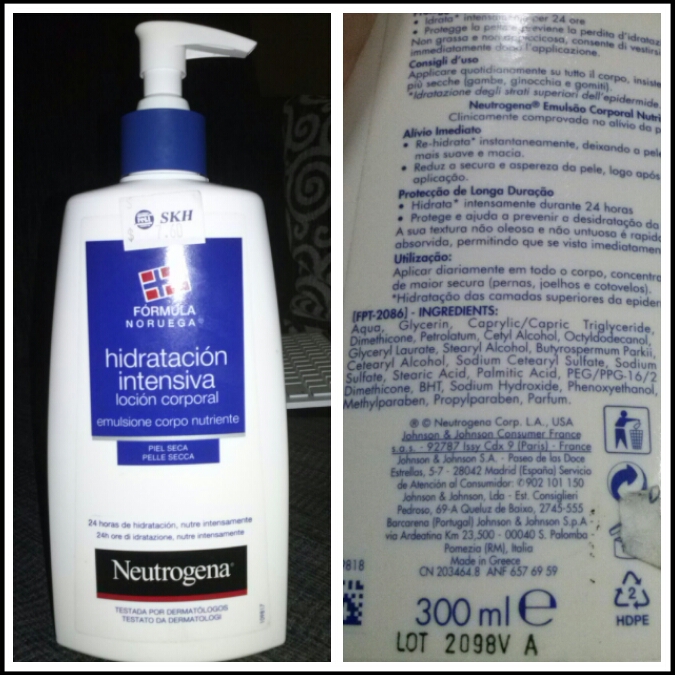 SKH
FÓRMULA
NORUEGA®
hidratación
intensiva
loción corporal
emulsione corpo nutriente
PIEL SECA
PELLE SECCA
24 horas de hidratación, nutre intensamente
24h ore di idratazione, nutre intensamente
Neutrogena®
TESTADA POR DERMATÓLOGOS
TESTATO DA DERMATOLOGI
• Idrata* per 24 ore
• Protegge la previene la perdita d'idrataz
Non grassa e non consente di vestirsi
immediatamente dopo l'applicazione.
Consigli d'uso
Applicare quotidianamente su tutto il corpo, insiste
più secche (gambe, ginocchia e gomiti).
*Idratazione degli strati superiori dell'epidermide.
Neutrogena® Emulsão Corporal Nutri
Clinicamente comprovada no alívio da p
Alívio Imediato
• Re-hidrata* instantaneamente, deixando a pele
mais suave e macia.
• Reduz a secura e aspereza da pele, logo após
aplicação.
Protecção de Longa Duração
• Hidrata* intensamente durante 24 horas
• Protege e ajuda a prevenir a desidratação da
A sua textura não oleosa e não untuosa é rapida
absorvida, permitindo que se vista imediatamen
Utilização:
Aplicar diariamente em todo o corpo, concentra
de maior secura (pernas, joelhos e cotovelos).
*Hidratação das camadas superiores da epider
[FPT-2086] - INGREDIENTS:
Aqua, Glycerin, Caprylic/Capric Triglyceride,
Dimethicone, Petrolatum, Cetyl Alcohol, Octyldodecanol,
Glyceryl Laurate, Stearyl Alcohol, Butyrospermum Parkii,
Cetearyl Alcohol, Sodium Cetearyl Sulfate, Sodium
Sulfate, Stearic Acid, Palmitic Acid, PEG/PPG-16/2
Dimethicone, BHT, Sodium Hydroxide, Phenoxyethanol,
Methylparaben, Propylparaben, Parfum.
® © Neutrogena Corp. L.A., USA
Johnson & Johnson Consumer France
s.a.s. - 92787 Issy Cdx 9 (Paris) - France
Johnson & Johnson S.A. - Paseo de las Doce
Estrellas, 5-7 - 28042 Madrid (España) Servicio
de Atención al Consumidor: ✆902 101 150
Johnson & Johnson, Lda - Est. Consiglieri
Pedroso, 69-A Queluz de Baixo, 2745-555
Barcarena (Portugal) Johnson & Johnson S.p.A -
via Ardeatina Km 23,500 - 00040 S. Palomba
Pomezia (RM), Italia
Made in Greece
CN 203464.8 ANF 657 69 59
9818
300 ml e
LOT 2098V A
2
HDPE